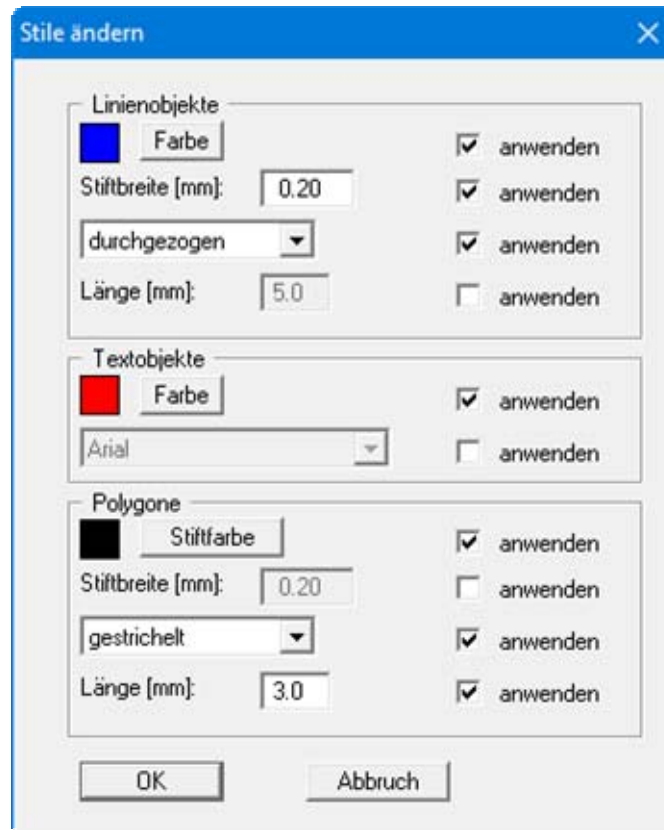 Stile ändern
Linienobjekte
Farbe anwenden
Stiftbreite [mm]: 0.20 anwenden
durchgezogen anwenden
Länge [mm]: 5.0 anwenden
Textobjekte
Farbe anwenden
Arial anwenden
Polygone
Stiftfarbe anwenden
Stiftbreite [mm]: 0.20 anwenden
gestrichelt anwenden
Länge [mm]: 3.0 anwenden
OK Abbruch